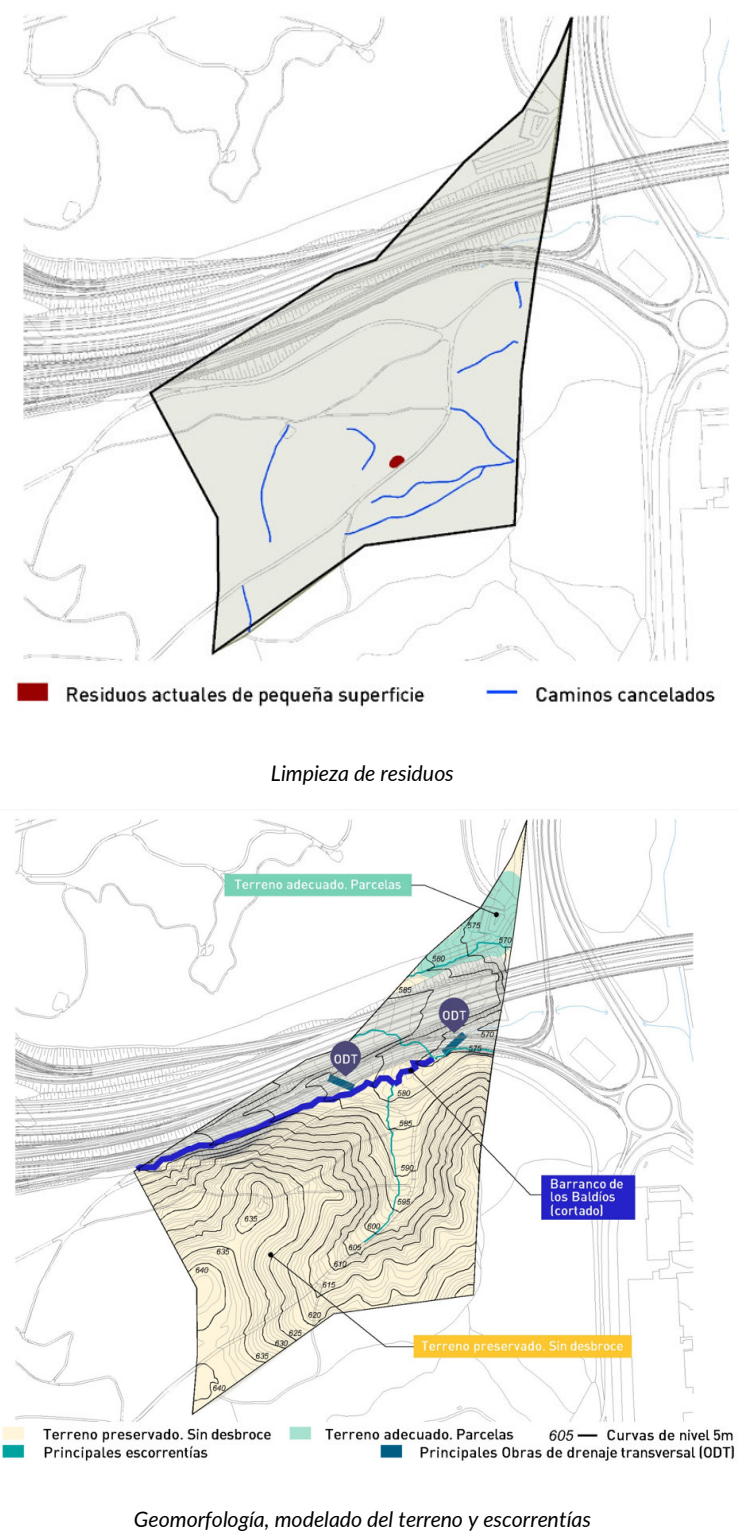 Residuos actuales de pequeña superficie
Caminos cancelados
Limpieza de residuos
Terreno adecuado. Parcelas
575
570
580
585
ODT
570
ODT
575
580
585
Barranco de
los Baldíos
(cortado)
590
595
635
600
635
605
640
610
615
620
625
630
Terreno preservado. Sin desbroce
635
640
Terreno preservado. Sin desbroce
Terreno adecuado. Parcelas
605
Curvas de nivel 5m
Principales escorrentías
Principales Obras de drenaje transversal (ODT)
Geomorfología, modelado del terreno y escorrentías